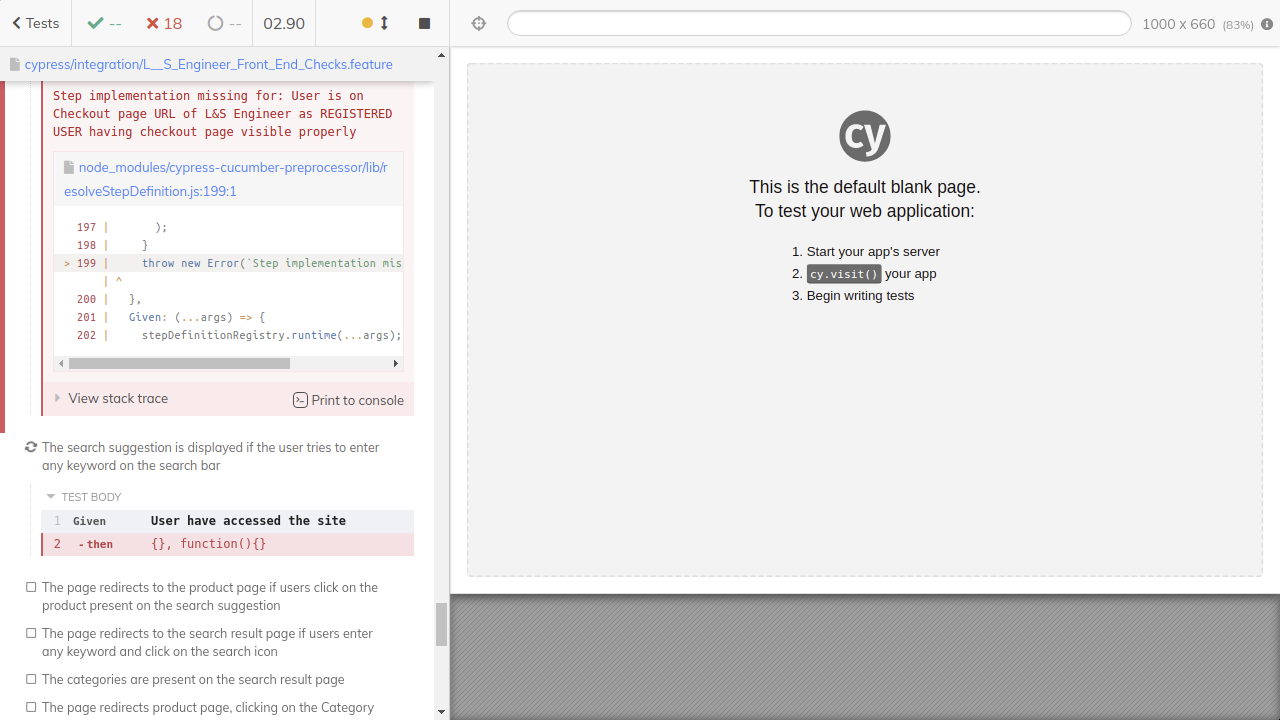 Tests
--
18
--
02.90
1000 x 660 (83%)
cypress/integration/L__S_Engineer_Front_End_Checks.feature
Step implementation missing for: User is on
Checkout page URL of L&S Engineer as REGISTERED
USER having checkout page visible properly
node_modules/cypress-cucumber-preprocessor/lib/r
esolveStepDefinition.js:199:1
197 | );
198 | }
> 199 | throw new Error(`Step implementation mis
| ^
200 | },
201 | Given: (...args) => {
202 | stepDefinitionRegistry.runtime(...args);
View stack trace
Print to console
The search suggestion is displayed if the user tries to enter
any keyword on the search bar
TEST BODY
1 Given User have accessed the site
2 -then {}, function(){}
The page redirects to the product page if users click on the
product present on the search suggestion
The page redirects to the search result page if users enter
any keyword and click on the search icon
The categories are present on the search result page
The page redirects product page, clicking on the Category
cy
This is the default blank page.
To test your web application:
1. Start your app's server
2. cy.visit() your app
3. Begin writing tests